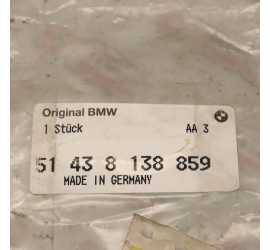 Original BMW
1 Stück AA 3
51 43 8 138 859
MADE IN GERMANY